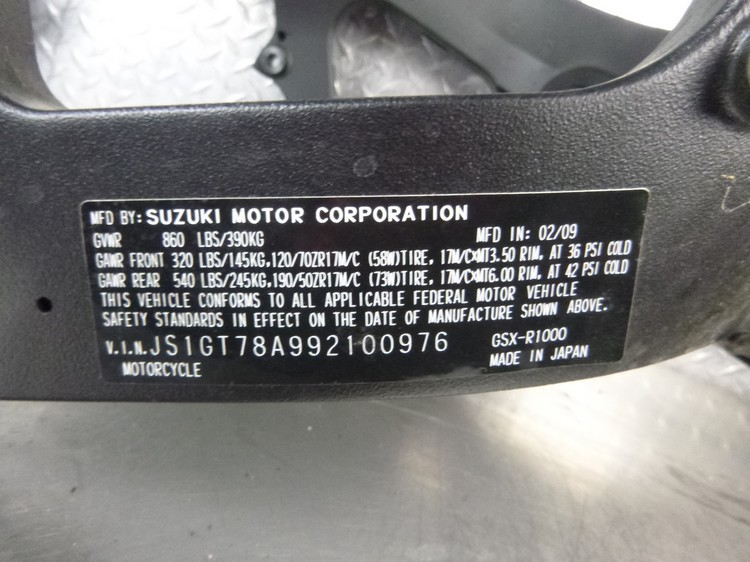 MFD BY: SUZUKI MOTOR CORPORATION
GVWR 860 LBS/390KG MFD IN: 02/09
GAWR FRONT 320 LBS/145KG,120/70ZR17M/C (58W)TIRE, 17M/C×MT3.50 RIM, AT 36 PSI COLD
GAWR REAR 540 LBS/245KG,190/50ZR17M/C (73W)TIRE, 17M/C×MT6.00 RIM, AT 42 PSI COLD
THIS VEHICLE CONFORMS TO ALL APPLICABLE FEDERAL MOTOR VEHICLE
SAFETY STANDARDS IN EFFECT ON THE DATE OF MANUFACTURE SHOWN ABOVE.
V.I.N. JS1GT78A992100976 GSX-R1000
MOTORCYCLE MADE IN JAPAN